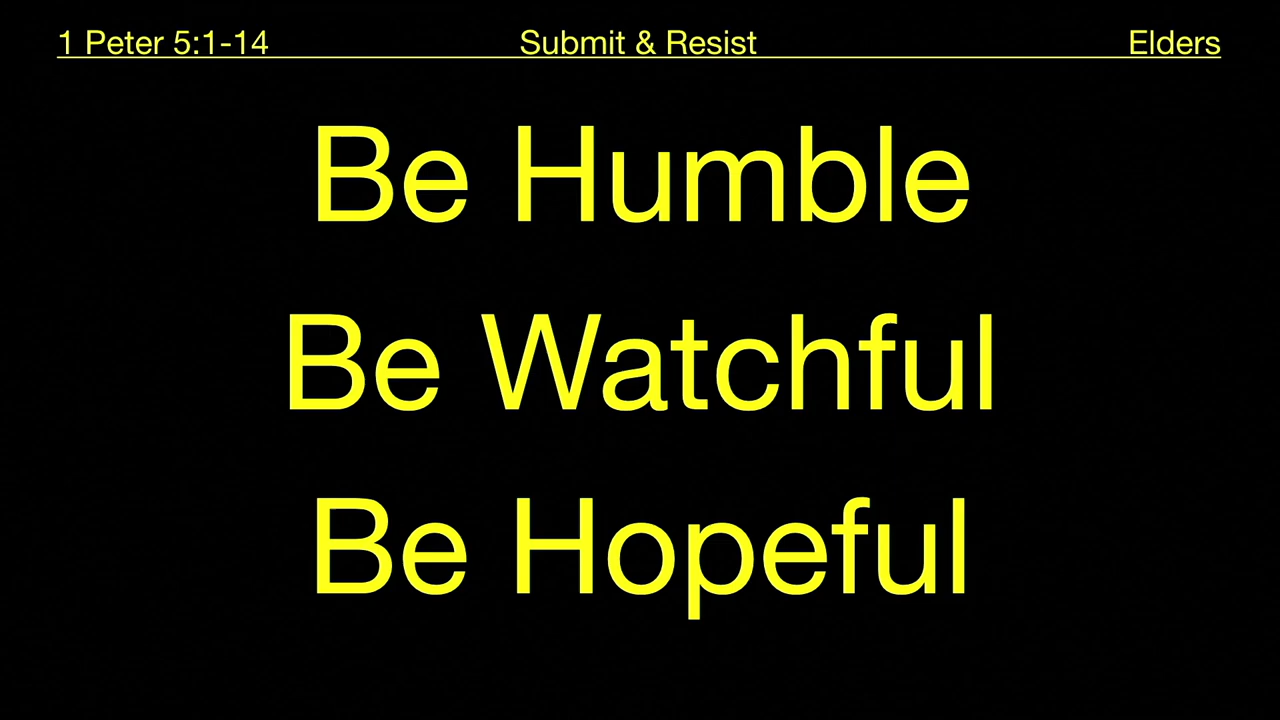 1 Peter 5:1-14 Submit & Resist Elders
Be Humble
Be Watchful
Be Hopeful